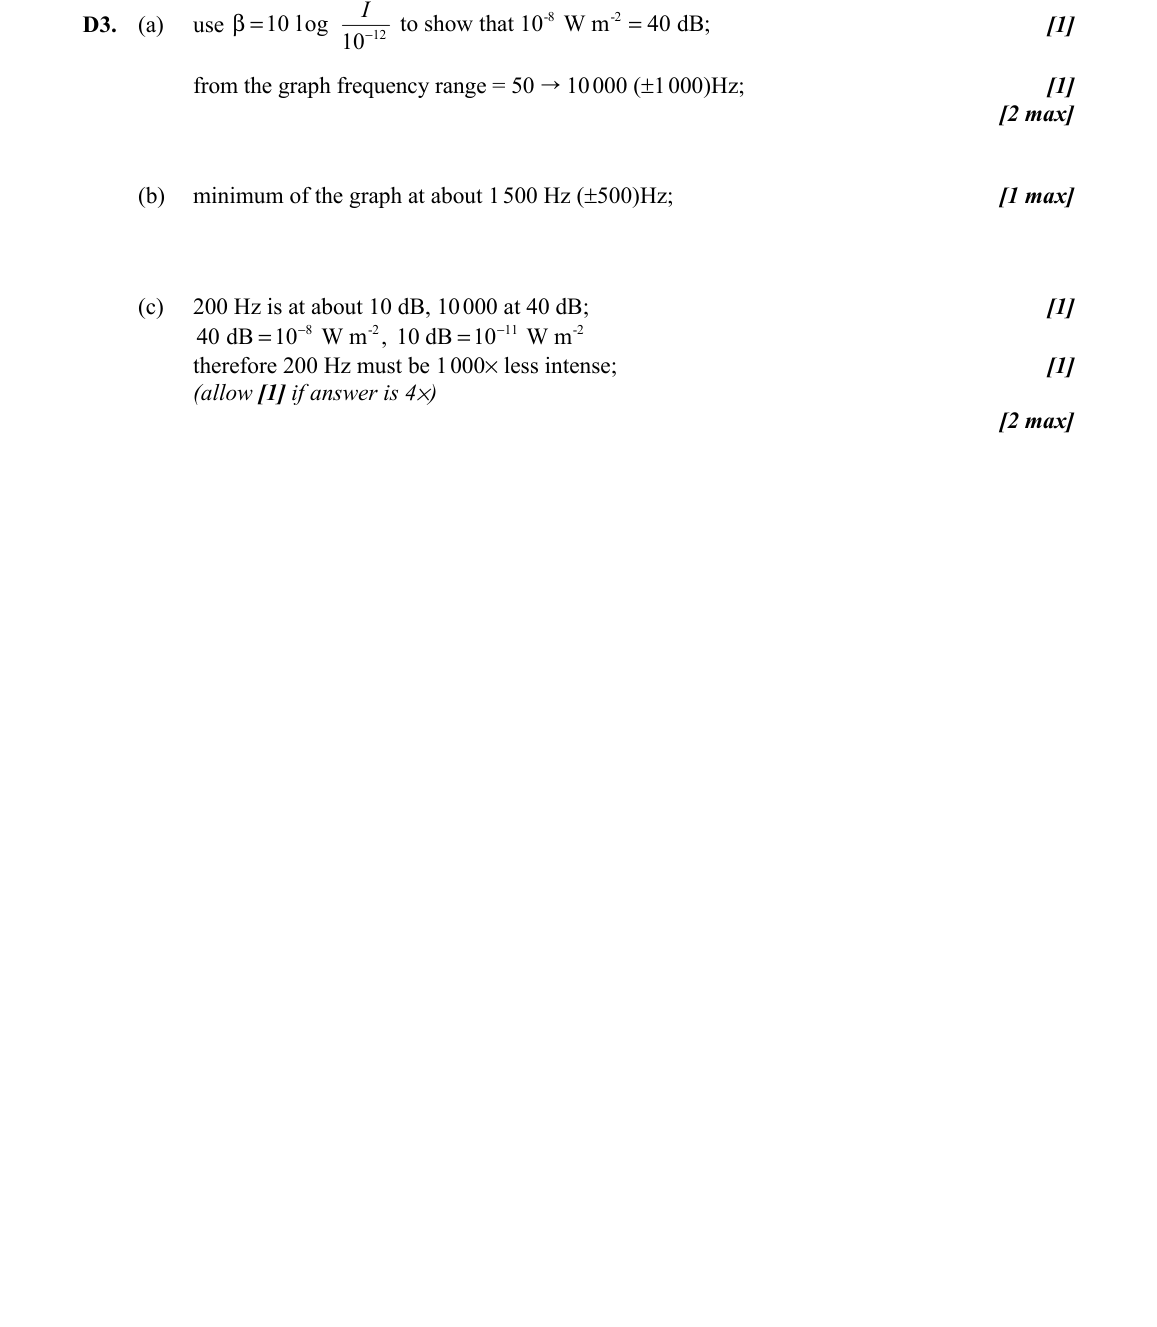 D3. (a) use β = 10 log I/10⁻¹² to show that 10⁻⁸ W m⁻² = 40 dB; [1]
from the graph frequency range = 50 → 10 000 (±1 000)Hz; [1]
[2 max]
(b) minimum of the graph at about 1 500 Hz (±500)Hz; [1 max]
(c) 200 Hz is at about 10 dB, 10 000 at 40 dB; [1]
40 dB = 10⁻⁸ W m⁻², 10 dB = 10⁻¹¹ W m⁻²
therefore 200 Hz must be 1 000× less intense; [1]
(allow [1] if answer is 4×)
[2 max]